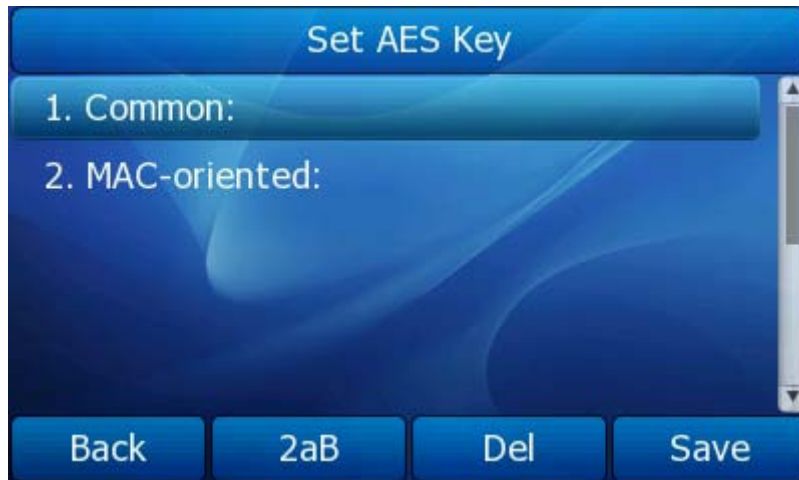 Set AES Key
1. Common:
2. MAC-oriented:
Back 2aB Del Save